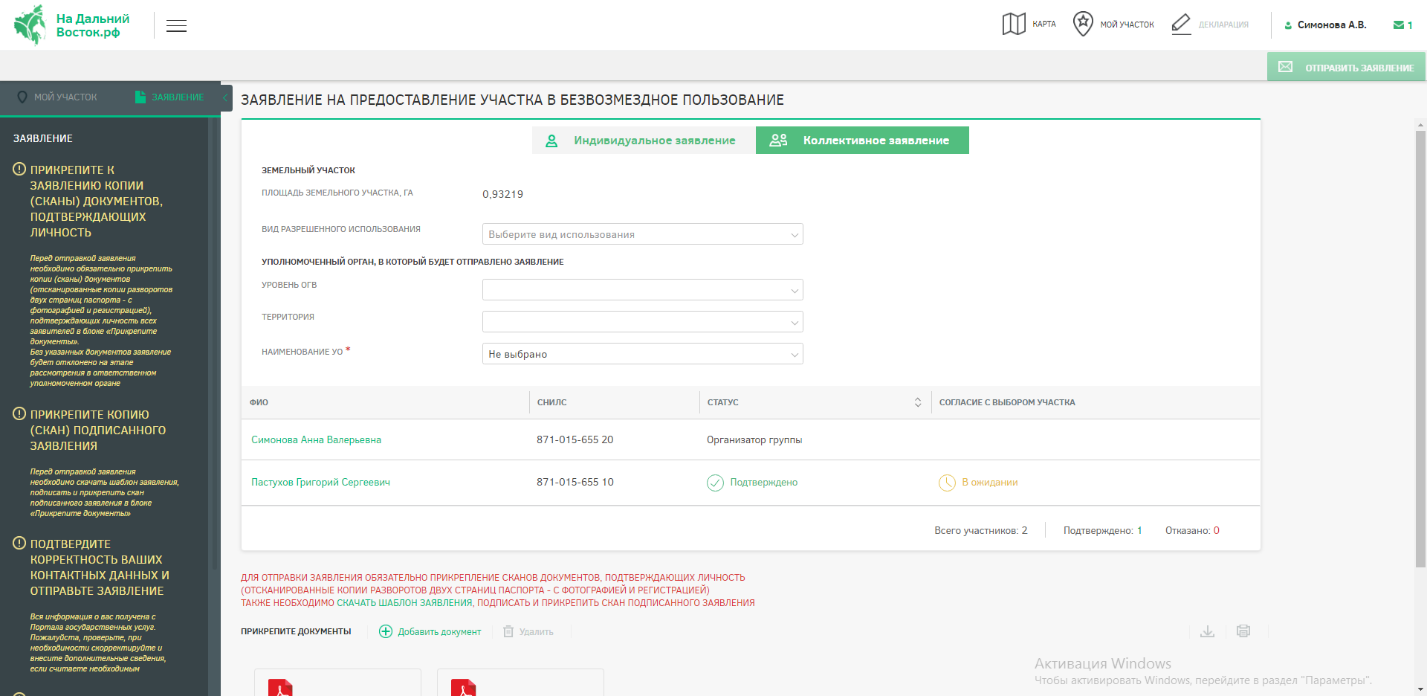 На Дальний
Восток.рф
КАРТА
МОЙ УЧАСТОК
ДЕКЛАРАЦИЯ
Симонова А.В.
1
ОТПРАВИТЬ ЗАЯВЛЕНИЕ
МОЙ УЧАСТОК
ЗАЯВЛЕНИЕ
ЗАЯВЛЕНИЕ
ПРИКРЕПИТЕ К
ЗАЯВЛЕНИЮ КОПИИ
(СКАНЫ) ДОКУМЕНТОВ,
ПОДТВЕРЖДАЮЩИХ
ЛИЧНОСТЬ
Перед отправкой заявления
необходимо обязательно прикрепить
копии (сканы) документов
(отсканированные копии разворотов
двух страниц паспорта - с
фотографией и регистрацией),
подтверждающих личность всех
заявителей в блоке «Прикрепите
документы».
Без указанных документов заявление
будет отклонено на этапе
рассмотрения в ответственном
уполномоченном органе
ПРИКРЕПИТЕ КОПИЮ
(СКАН) ПОДПИСАННОГО
ЗАЯВЛЕНИЯ
Перед отправкой заявления
необходимо скачать шаблон заявления,
подписать и прикрепить скан
подписанного заявления в блоке
«Прикрепите документы»
ПОДТВЕРДИТЕ
КОРРЕКТНОСТЬ ВАШИХ
КОНТАКТНЫХ ДАННЫХ И
ОТПРАВЬТЕ ЗАЯВЛЕНИЕ
Вся информация о вас получена с
Портала государственных услуг.
Пожалуйста, проверьте, при
необходимости скорректируйте и
внесите дополнительные сведения,
если считаете необходимым
ЗАЯВЛЕНИЕ НА ПРЕДОСТАВЛЕНИЕ УЧАСТКА В БЕЗВОЗМЕЗДНОЕ ПОЛЬЗОВАНИЕ
Индивидуальное заявление
Коллективное заявление
ЗЕМЕЛЬНЫЙ УЧАСТОК
ПЛОЩАДЬ ЗЕМЕЛЬНОГО УЧАСТКА, ГА 0,93219
ВИД РАЗРЕШЕННОГО ИСПОЛЬЗОВАНИЯ Выберите вид использования
УПОЛНОМОЧЕННЫЙ ОРГАН, В КОТОРЫЙ БУДЕТ ОТПРАВЛЕНО ЗАЯВЛЕНИЕ
УРОВЕНЬ ОГВ
ТЕРРИТОРИЯ
НАИМЕНОВАНИЕ УО * Не выбрано
ФИО СНИЛС СТАТУС СОГЛАСИЕ С ВЫБОРОМ УЧАСТКА
Симонова Анна Валерьевна 871-015-655 20 Организатор группы
Пастухов Григорий Сергеевич 871-015-655 10 Подтверждено В ожидании
Всего участников: 2 Подтверждено: 1 Отказано: 0
ДЛЯ ОТПРАВКИ ЗАЯВЛЕНИЯ ОБЯЗАТЕЛЬНО ПРИКРЕПЛЕНИЕ СКАНОВ ДОКУМЕНТОВ, ПОДТВЕРЖДАЮЩИХ ЛИЧНОСТЬ
(ОТСКАНИРОВАННЫЕ КОПИИ РАЗВОРОТОВ ДВУХ СТРАНИЦ ПАСПОРТА - С ФОТОГРАФИЕЙ И РЕГИСТРАЦИЕЙ)
ТАКЖЕ НЕОБХОДИМО СКАЧАТЬ ШАБЛОН ЗАЯВЛЕНИЯ, ПОДПИСАТЬ И ПРИКРЕПИТЬ СКАН ПОДПИСАННОГО ЗАЯВЛЕНИЯ
ПРИКРЕПИТЕ ДОКУМЕНТЫ Добавить документ Удалить
Активация Windows
Чтобы активировать Windows, перейдите в раздел "Параметры".